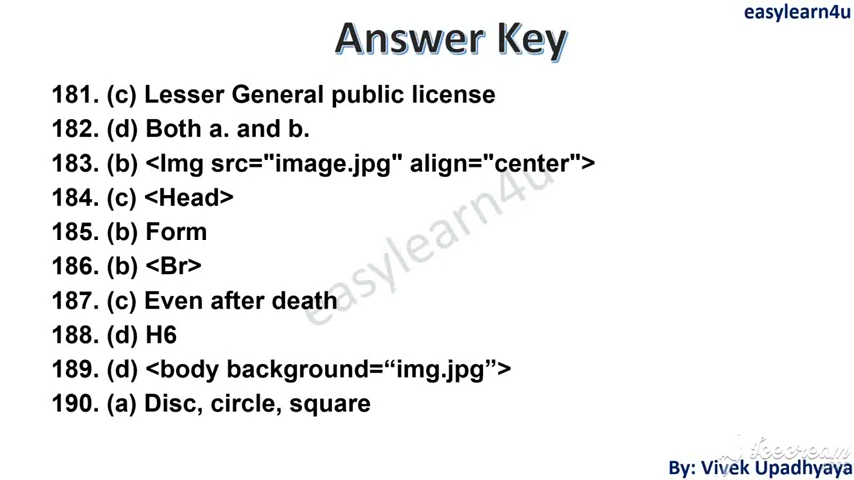 easylearn4u
Answer Key
181. (c) Lesser General public license
182. (d) Both a. and b.
183. (b) <Img src="image.jpg" align="center">
184. (c) <Head>
185. (b) Form
186. (b) <Br>
187. (c) Even after death
188. (d) H6
189. (d) <body background=“img.jpg”>
190. (a) Disc, circle, square
easylearn4u
Icecream
By: Vivek Upadhyaya